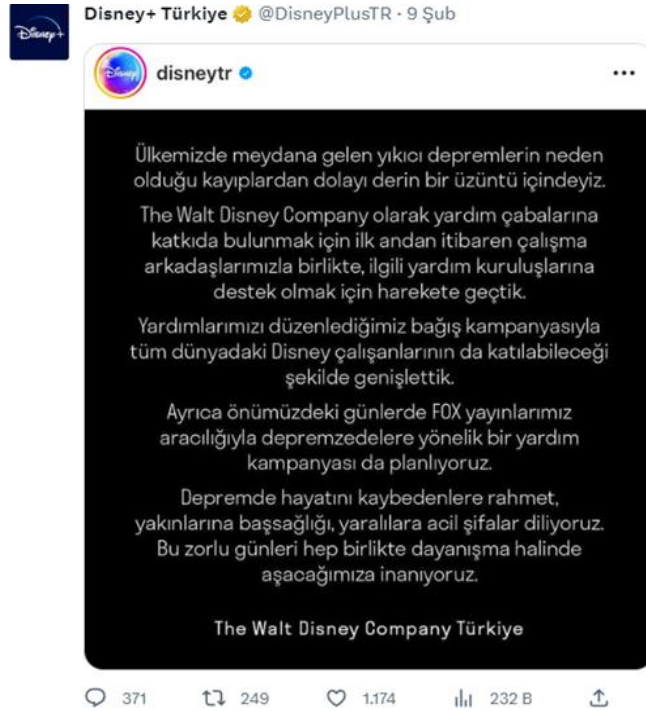 Disney+
Disney+ Türkiye @DisneyPlusTR · 9 Şub
Disney
disneytr
Ülkemizde meydana gelen yıkıcı depremlerin neden
olduğu kayıplardan dolayı derin bir üzüntü içindeyiz.
The Walt Disney Company olarak yardım çabalarına
katkıda bulunmak için ilk andan itibaren çalışma
arkadaşlarımızla birlikte, ilgili yardım kuruluşlarına
destek olmak için harekete geçtik.
Yardımlarımızı düzenlediğimiz bağış kampanyasıyla
tüm dünyadaki Disney çalışanlarının da katılabileceği
şekilde genişlettik.
Ayrıca önümüzdeki günlerde FOX yayınlarımız
aracılığıyla depremzedelere yönelik bir yardım
kampanyası da planlıyoruz.
Depremde hayatını kaybedenlere rahmet,
yakınlarına başsağlığı, yaralılara acil şifalar diliyoruz.
Bu zorlu günleri hep birlikte dayanışma halinde
aşacağımıza inanıyoruz.
The Walt Disney Company Türkiye
371 249 1.174 232 B